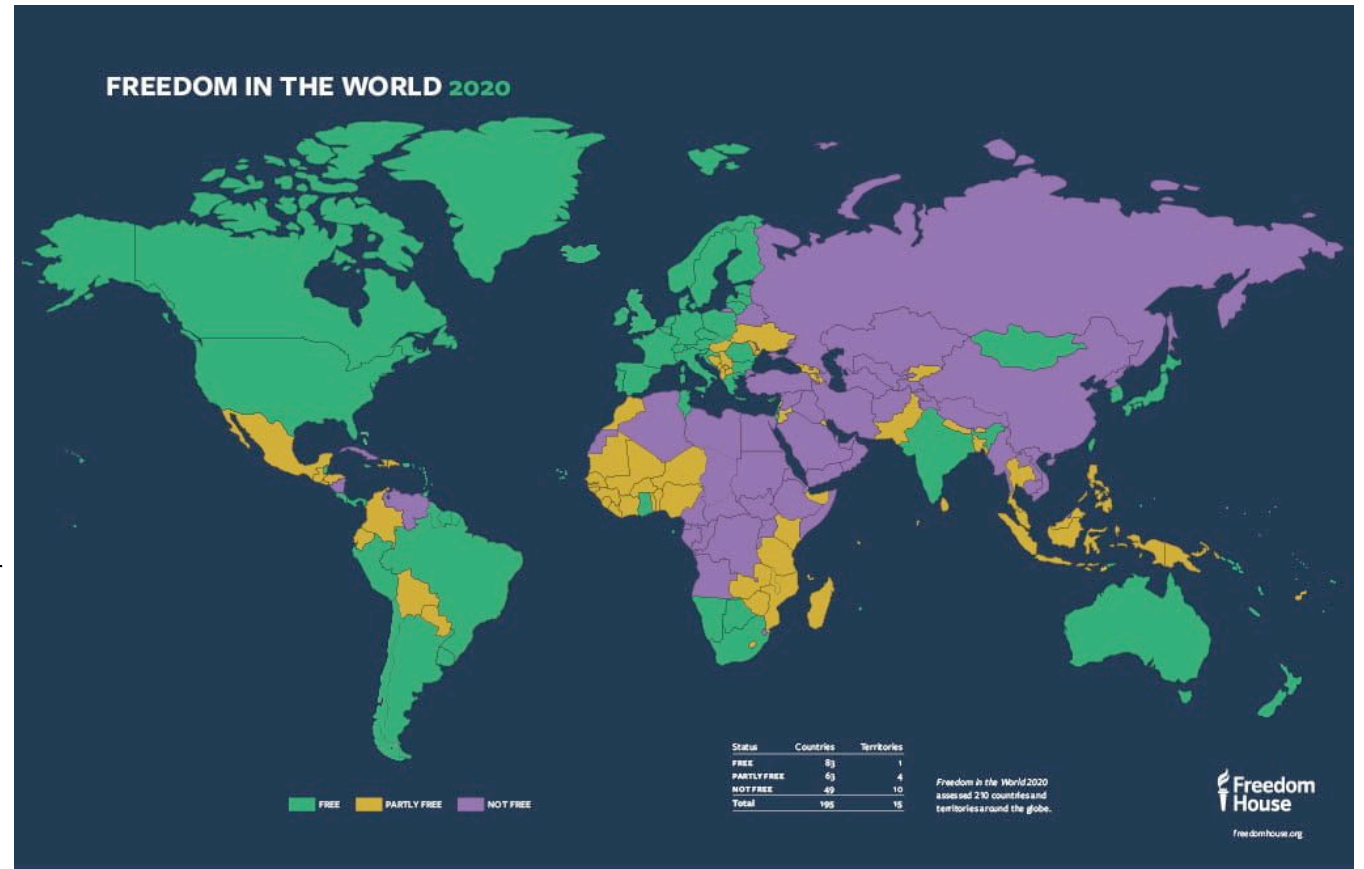 FREEDOM IN THE WORLD 2020
Status Countries Territories
FREE 83 1
PARTLY FREE 63 4
NOT FREE 49 10
Total 195 15
Freedom in the World 2020
assessed 210 countries and
territories around the globe.
Freedom
House
freedomhouse.org
FREE PARTLY FREE NOT FREE